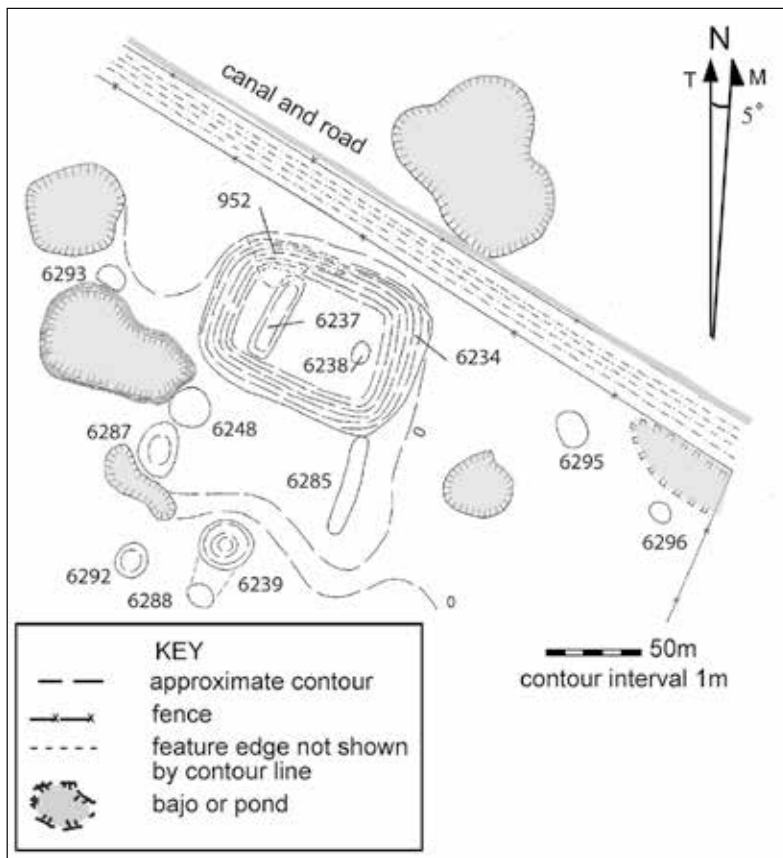 N
T M
5°
canal and road
952
6293
6237
6234
6238
6248
6287
6285
0
6295
6296
6292
6239
6288
0
50m
contour interval 1m
KEY
approximate contour
fence
feature edge not shown
by contour line
bajo or pond